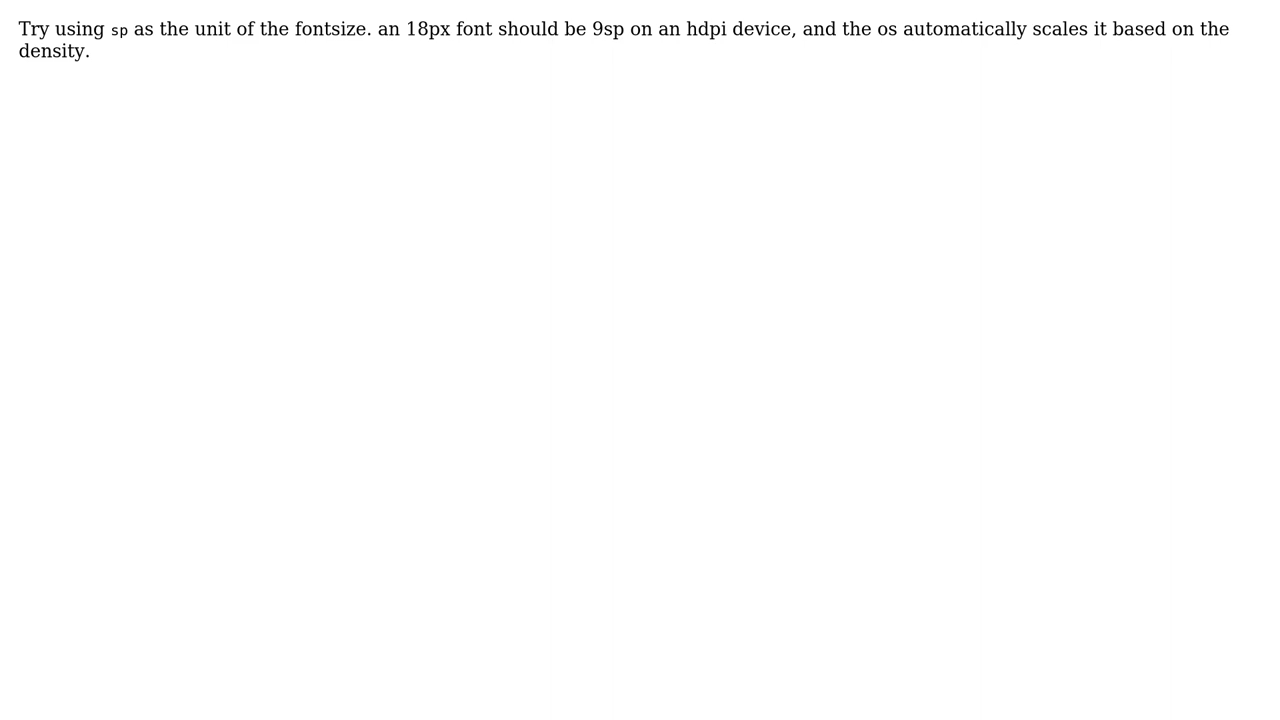 Try using sp as the unit of the fontsize. an 18px font should be 9sp on an hdpi device, and the os automatically scales it based on the
density.